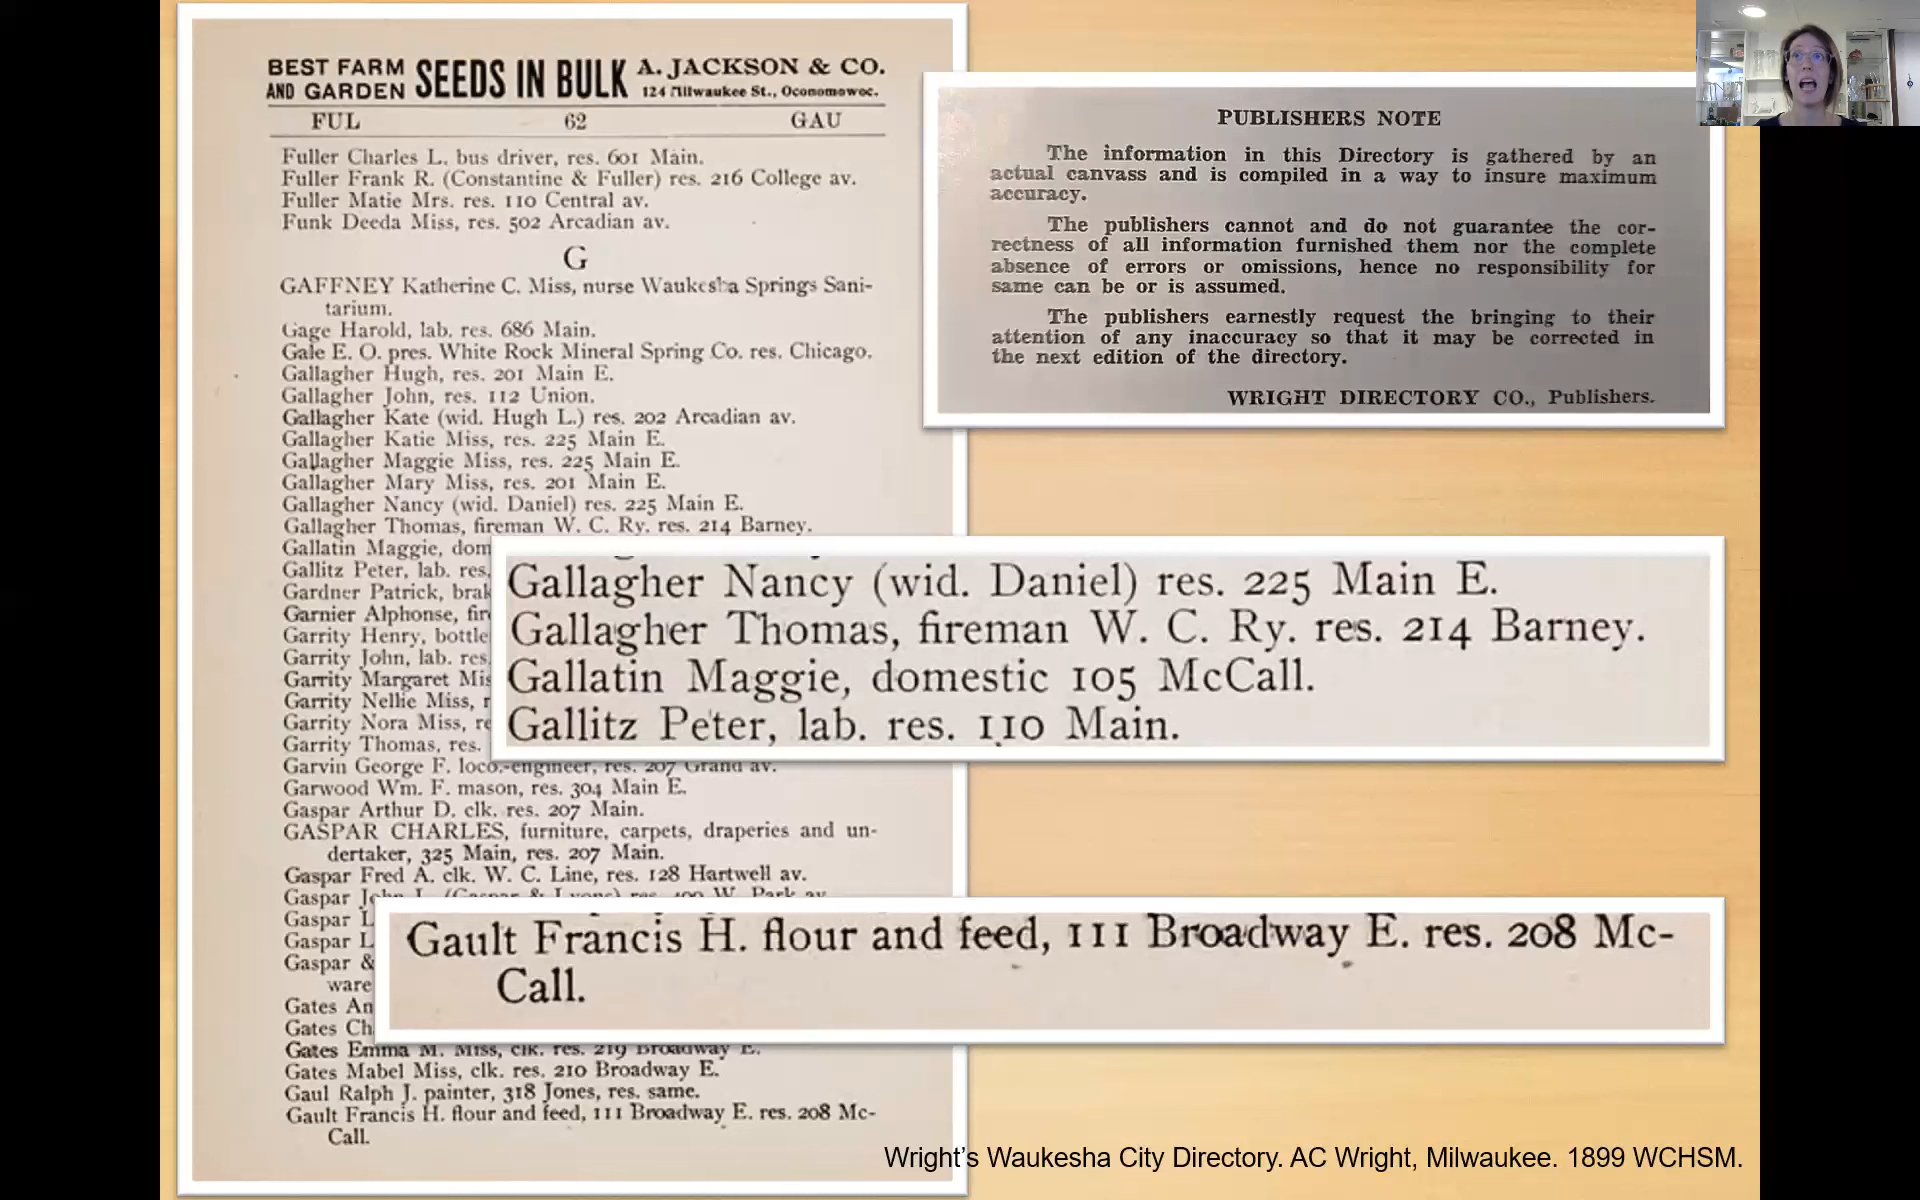 BEST FARM AND GARDEN SEEDS IN BULK A. JACKSON & CO.
124 Milwaukee St., Oconomowoc.
FUL 62 GAU
Fuller Charles L. bus driver, res. 601 Main.
Fuller Frank R. (Constantine & Fuller) res. 216 College av.
Fuller Matie Mrs. res. 110 Central av.
Funk Deeda Miss, res. 502 Arcadian av.
G
GAFFNEY Katherine C. Miss, nurse Waukesha Springs Sani-
tarium.
Gage Harold, lab. res. 686 Main.
Gale E. O. pres. White Rock Mineral Spring Co. res. Chicago.
Gallagher Hugh, res. 201 Main E.
Gallagher John, res. 112 Union.
Gallagher Kate (wid. Hugh L.) res. 202 Arcadian av.
Gallagher Katie Miss, res. 225 Main E.
Gallagher Maggie Miss, res. 225 Main E.
Gallagher Mary Miss, res. 201 Main E.
Gallagher Nancy (wid. Daniel) res. 225 Main E.
Gallagher Thomas, fireman W. C. Ry. res. 214 Barney.
Gallatin Maggie, dom
Gallitz Peter, lab. res.
Gardner Patrick, brak
Garnier Alphonse, fir
Garrity Henry, bottle
Garrity John, lab. res.
Garrity Margaret Mis
Garrity Nellie Miss, r
Garrity Nora Miss, re
Garrity Thomas, res.
Garvin George F. loco.-engineer, res. 207 Grand av.
Garwood Wm. F. mason, res. 304 Main E.
Gaspar Arthur D. clk. res. 207 Main.
GASPAR CHARLES, furniture, carpets, draperies and un-
dertaker, 325 Main, res. 207 Main.
Gaspar Fred A. clk. W. C. Line, res. 128 Hartwell av.
Gaspar John L. (Gaspar & Lyons) res. W. Park av.
Gaspar L
Gaspar L
Gaspar &
ware
Gates An
Gates Ch
Gates Emma M. Miss, clk. res. 219 Broadway E.
Gates Mabel Miss, clk. res. 210 Broadway E.
Gaul Ralph J. painter, 318 Jones, res. same.
Gault Francis H. flour and feed, 111 Broadway E. res. 208 Mc-
Call.
PUBLISHERS NOTE
The information in this Directory is gathered by an
actual canvass and is compiled in a way to insure maximum
accuracy.
The publishers cannot and do not guarantee the cor-
rectness of all information furnished them nor the complete
absence of errors or omissions, hence no responsibility for
same can be or is assumed.
The publishers earnestly request the bringing to their
attention of any inaccuracy so that it may be corrected in
the next edition of the directory.
WRIGHT DIRECTORY CO., Publishers.
Gallagher Nancy (wid. Daniel) res. 225 Main E.
Gallagher Thomas, fireman W. C. Ry. res. 214 Barney.
Gallatin Maggie, domestic 105 McCall.
Gallitz Peter, lab. res. 110 Main.
Gault Francis H. flour and feed, 111 Broadway E. res. 208 Mc-
Call.
Wright's Waukesha City Directory. AC Wright, Milwaukee. 1899 WCHSM.